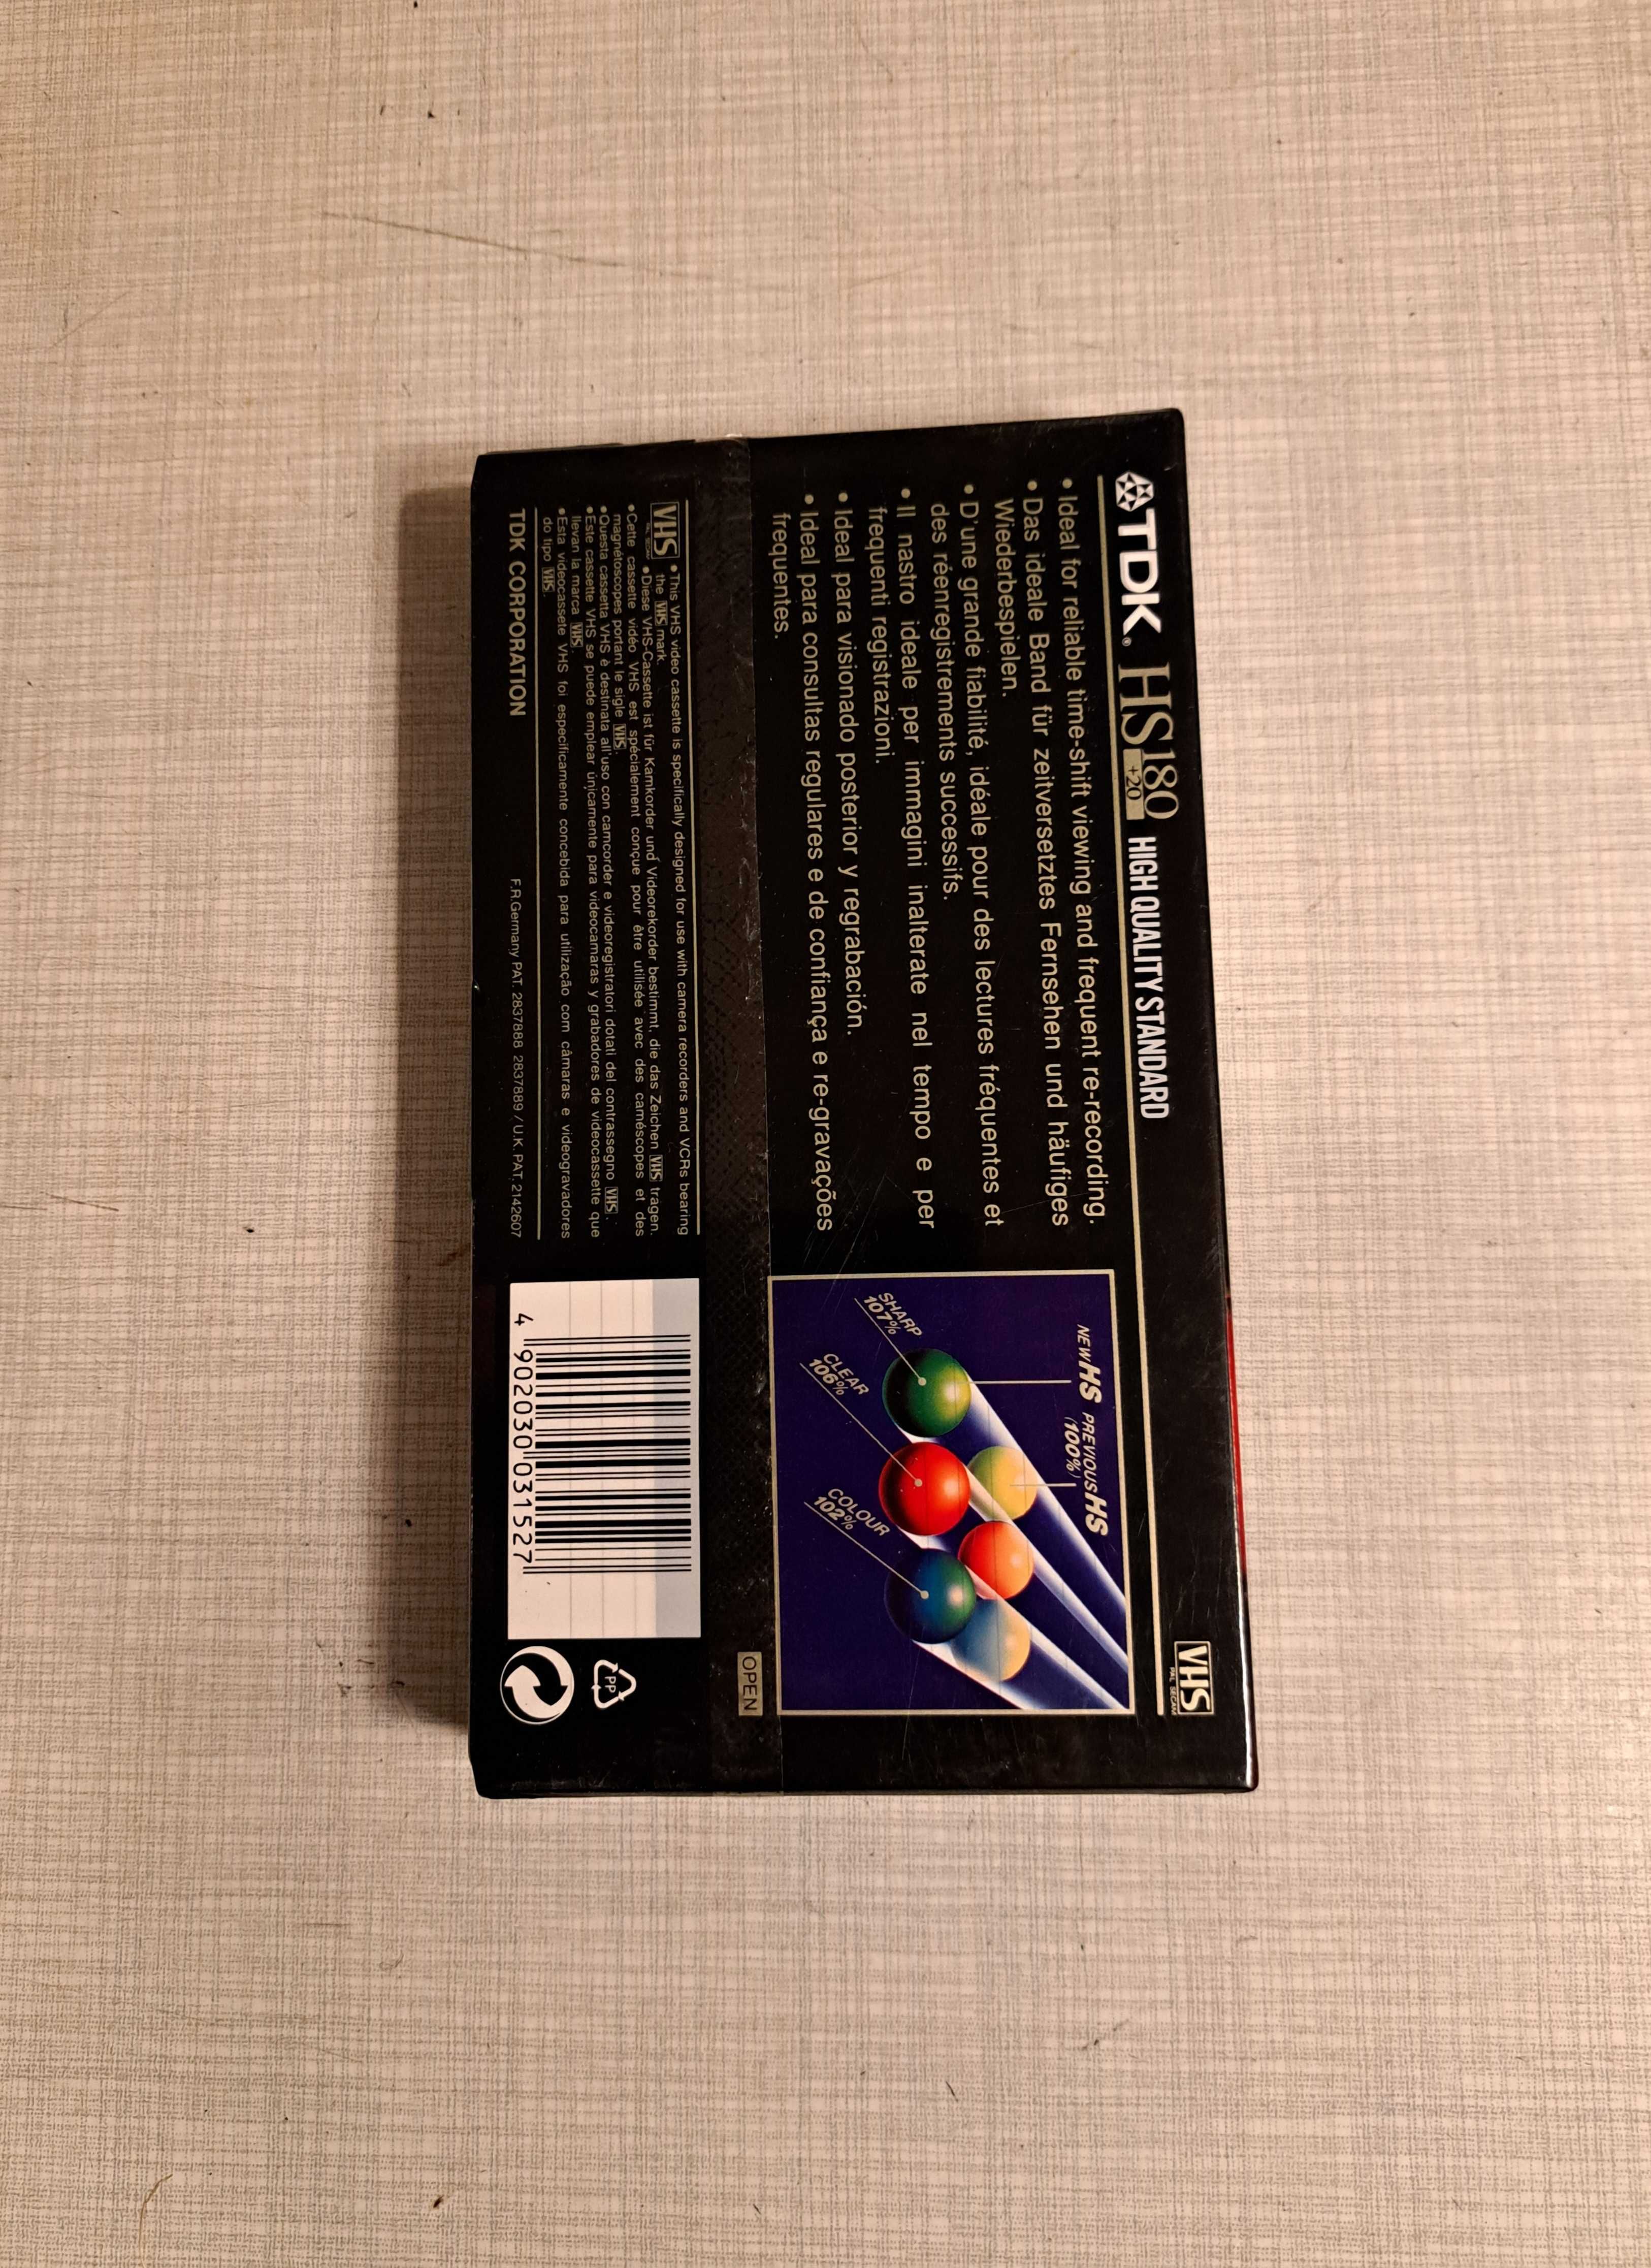 TDK. HS180 +20 HIGH QUALITY STANDARD
VHS
PAL SECAM
• Ideal for reliable time-shift viewing and frequent re-recording.
• Das ideale Band für zeitversetztes Fernsehen und häufiges
Wiederbespielen.
• D'une grande fiabilité, idéale pour des lectures fréquentes et
des réenregistrements successifs.
• Il nastro ideale per immagini inalterate nel tempo e per
frequenti registrazioni.
• Ideal para visionado posterior y regrabación.
• Ideal para consultas regulares e de confiança e re-gravações
frequentes.
NEW HS PREVIOUS HS
(100%)
SHARP
107%
CLEAR
106%
COLOUR
102%
OPEN
VHS
PAL SECAM
• This VHS video cassette is specifically designed for use with camera recorders and VCRs bearing
the VHS mark.
• Diese VHS-Cassette ist für Kamkorder und Videorekorder bestimmt, die das Zeichen VHS tragen.
• Cette cassette vidéo VHS est spécialement conçue pour être utilisée avec des caméscopes et des
magnétoscopes portant le sigle VHS.
• Questa cassetta VHS è destinata all'uso con camcorder e videoregistratori dotati del contrassegno VHS.
• Este cassette VHS se puede emplear únicamente para videocamaras y grabadores de videocassette que
llevan la marca VHS.
• Esta videocassete VHS foi especificamente concebida para utilização com câmaras e videogravadores
do tipo VHS.
TDK CORPORATION
F.R.Germany PAT. 2837888 2837889 / U.K. PAT, 2142607
4 902030 031527
PP